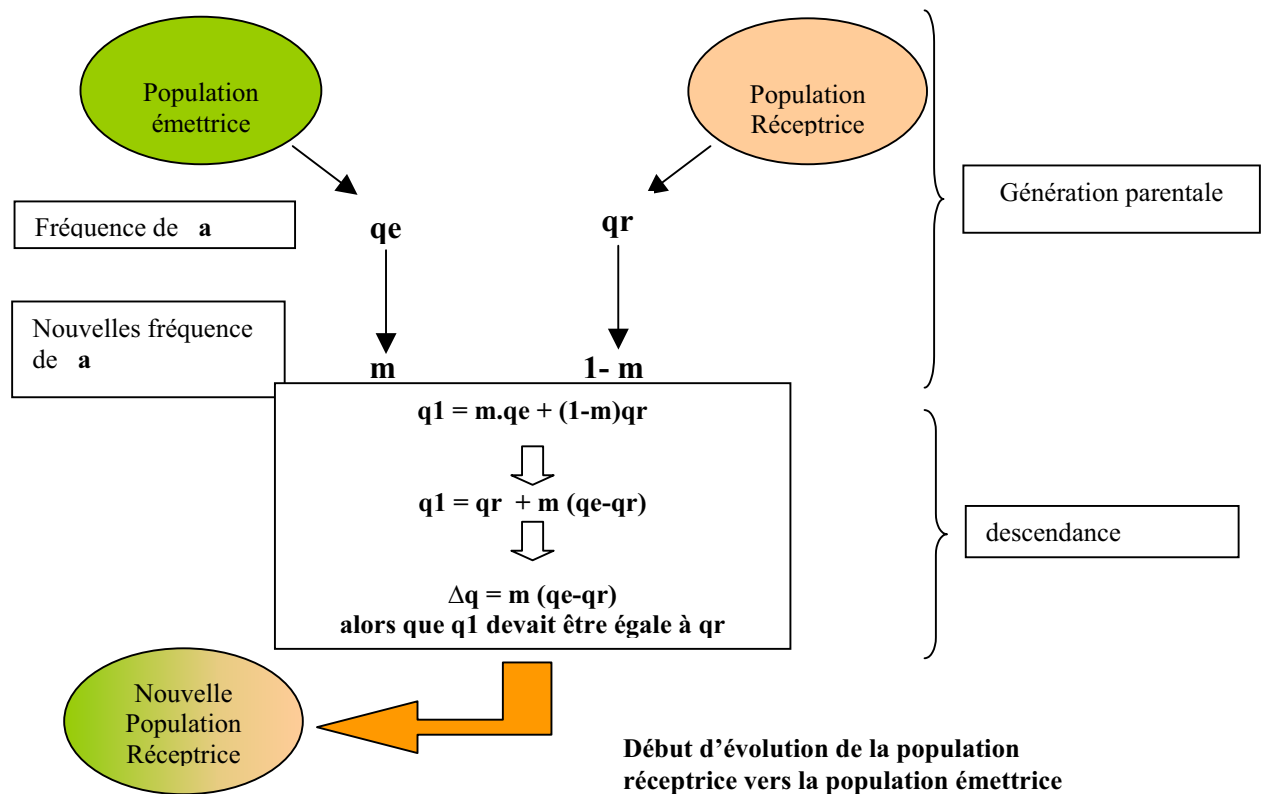 Population
émettrice
Population
Réceptrice
Génération parentale
Fréquence de a
qe
qr
Nouvelles fréquence
de a
m
1- m
q1 = m.qe + (1-m)qr
q1 = qr + m (qe-qr)
Δq = m (qe-qr)
alors que q1 devait être égale à qr
descendance
Nouvelle
Population
Réceptrice
Début d’évolution de la population
réceptrice vers la population émettrice